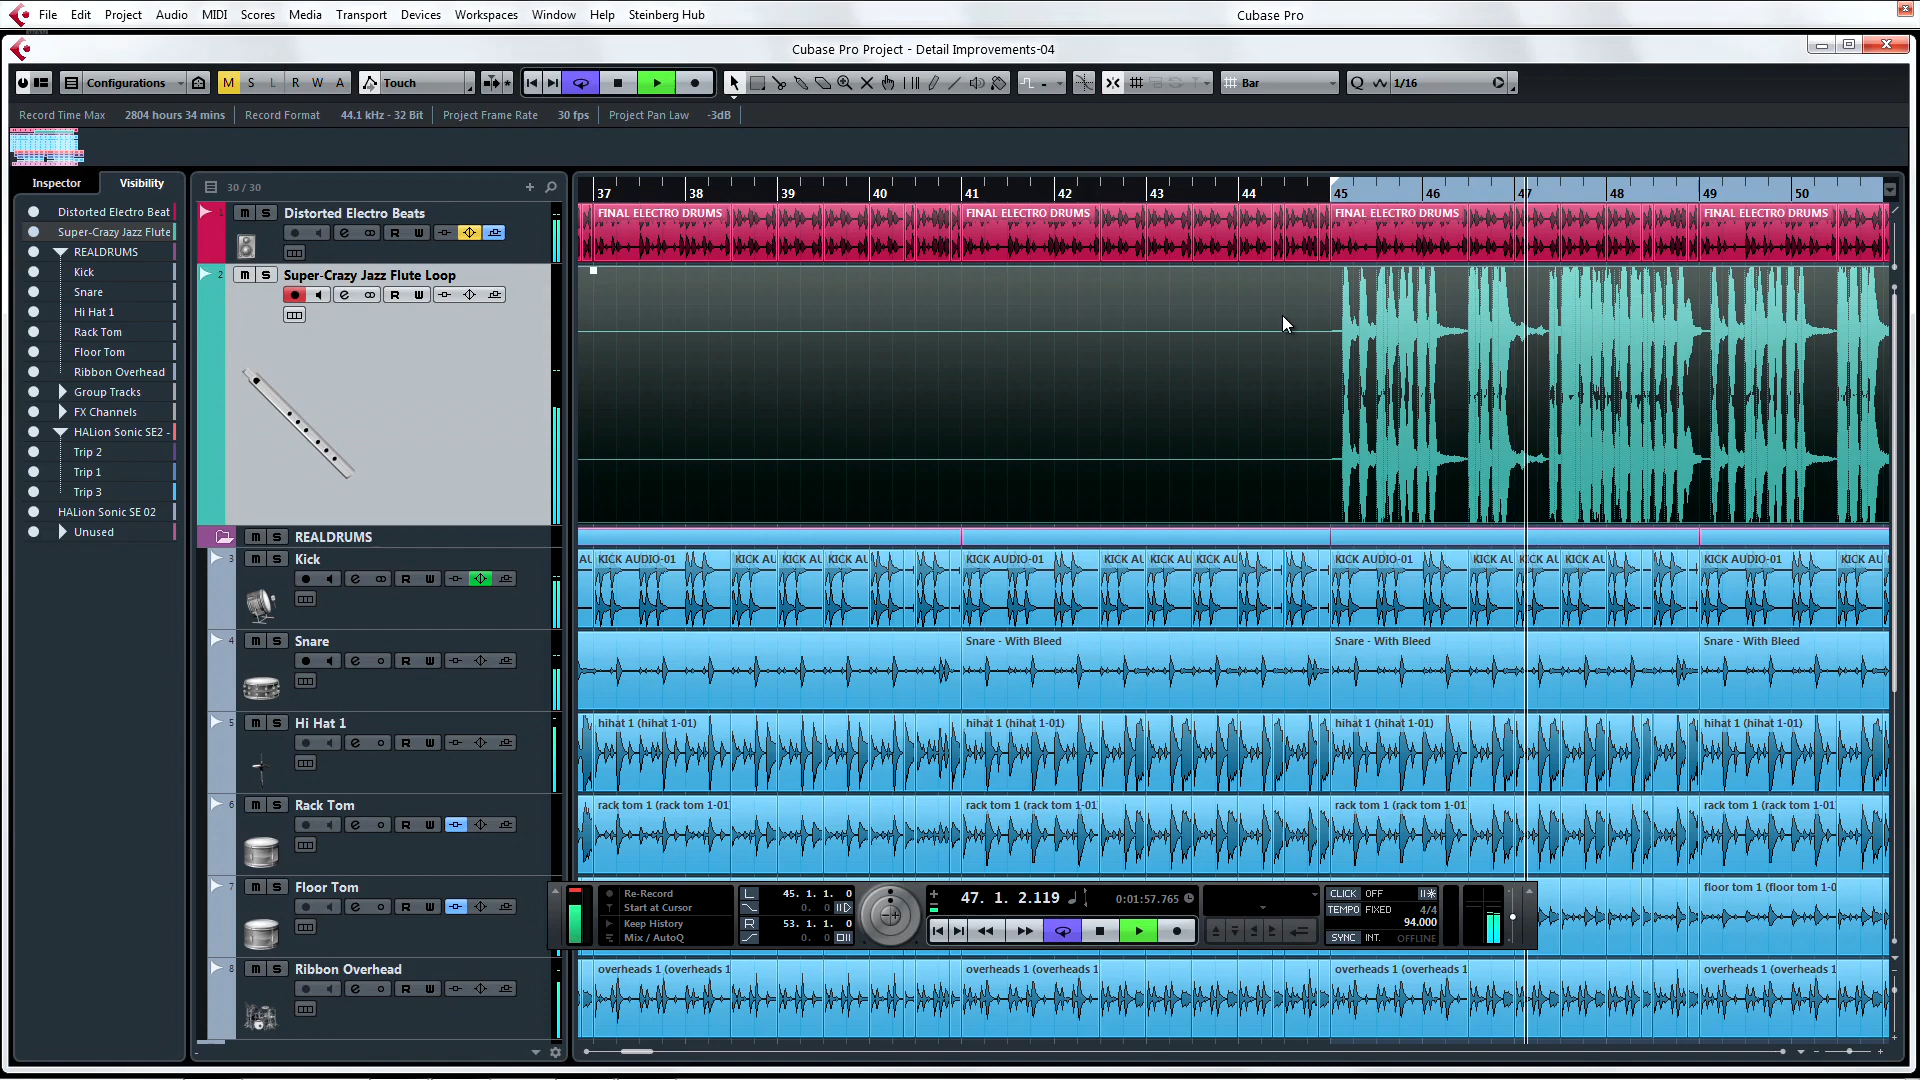 File Edit Project Audio MIDI Scores Media Transport Devices Workspaces Window Help Steinberg Hub Cubase Pro
Cubase Pro Project - Detail Improvements-04
Configurations M S L R W A Touch Bar Q 1/16
Record Time Max 2804 hours 34 mins Record Format 44.1 kHz - 32 Bit Project Frame Rate 30 fps Project Pan Law -3dB
Inspector Visibility
Distorted Electro Beat
Super-Crazy Jazz Flute
REALDRUMS
Kick
Snare
Hi Hat 1
Rack Tom
Floor Tom
Ribbon Overhead
Group Tracks
FX Channels
HALion Sonic SE2 -
Trip 2
Trip 1
Trip 3
HALion Sonic SE 02
Unused
30 / 30
1 m S Distorted Electro Beats
e R W
2 m S Super-Crazy Jazz Flute Loop
e R W
m S REALDRUMS
3 m S Kick
e R W
4 m S Snare
e R W
5 m S Hi Hat 1
e R W
6 m S Rack Tom
e R W
7 m S Floor Tom
e R W
8 m S Ribbon Overhead
e R W
37 38 39 40 41 42 43 44 45 46 47 48 49 50
FINAL ELECTRO DRUMS FINAL ELECTRO DRUMS FINAL ELECTRO DRUMS FINAL ELECTRO DRUMS
AU KICK AUDIO-01 KICK AU KICK AU KICK AU KICK AUDIO-01 KICK AU KICK AU KICK AU KICK AUDIO-01 KICK AU KICK AU KICK AU KICK AUDIO-01 KICK AU
Snare - With Bleed Snare - With Bleed Snare - With Bleed
hihat 1 (hihat 1-01) hihat 1 (hihat 1-01) hihat 1 (hihat 1-01) hihat 1 (hihat 1-01)
rack tom 1 (rack tom 1-01) rack tom 1 (rack tom 1-01) rack tom 1 (rack tom 1-01) rack tom 1 (rack tom 1-01)
floor tom 1 (floor tom 1-0
overheads 1 (overheads 1 overheads 1 (overheads 1 overheads 1 (overheads 1 overheads 1 (overheads 1
Re-Record
Start at Cursor
Keep History
Mix / AutoQ
L 45. 1. 1. 0
0. 0
R 53. 1. 1. 0
0. 0
47. 1. 2.119 0:01:57.765
CLICK OFF
TEMPO FIXED 4/4
94.000
SYNC INT. OFFLINE